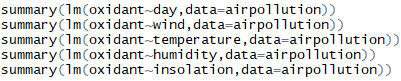 summary(lm(oxidant~day,data=airpollution))
summary(lm(oxidant~wind,data=airpollution))
summary(lm(oxidant~temperature,data=airpollution))
summary(lm(oxidant~humidity,data=airpollution))
summary(lm(oxidant~insolation,data=airpollution))